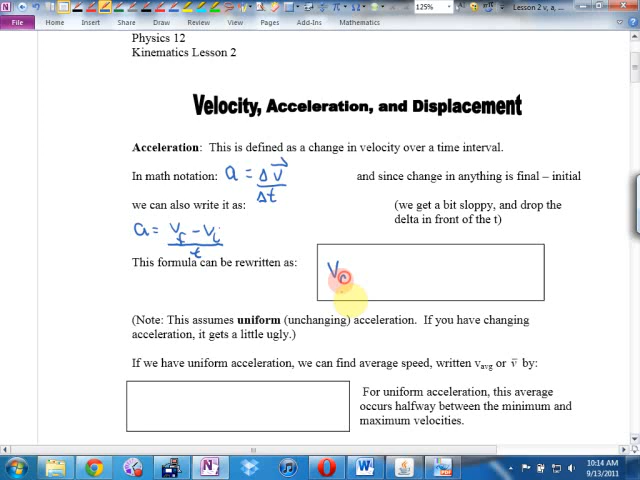 File Home Insert Share Draw Review View Add-Ins Mathematics
125%
Lesson 2 v, a, ...
Physics 12
Kinematics Lesson 2
Velocity, Acceleration, and Displacement
Acceleration: This is defined as a change in velocity over a time interval.
In math notation: a = Δv⃗/Δt and since change in anything is final – initial
we can also write it as: (we get a bit sloppy, and drop the
delta in front of the t)
a = vf - vi / t
This formula can be rewritten as: v
(Note: This assumes uniform (unchanging) acceleration. If you have changing
acceleration, it gets a little ugly.)
If we have uniform acceleration, we can find average speed, written vavg or v̄ by:
For uniform acceleration, this average
occurs halfway between the minimum and
maximum velocities.
10:14 AM
9/13/2011